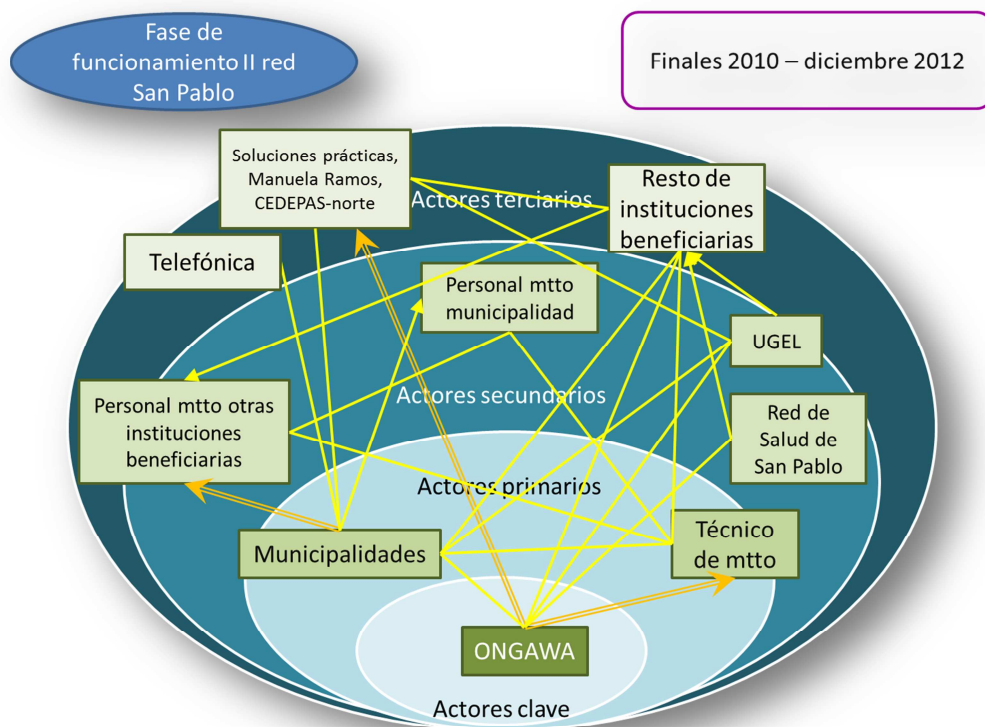 Fase de
funcionamiento II red
San Pablo
Finales 2010 – diciembre 2012
Soluciones prácticas,
Manuela Ramos,
CEDEPAS-norte
Actores terciarios
Resto de
instituciones
beneficiarias
Telefónica
Personal mtto
municipalidad
UGEL
Personal mtto otras
instituciones
beneficiarias
Actores secundarios
Red de
Salud de
San Pablo
Actores primarios
Municipalidades
Técnico
de mtto
ONGAWA
Actores clave